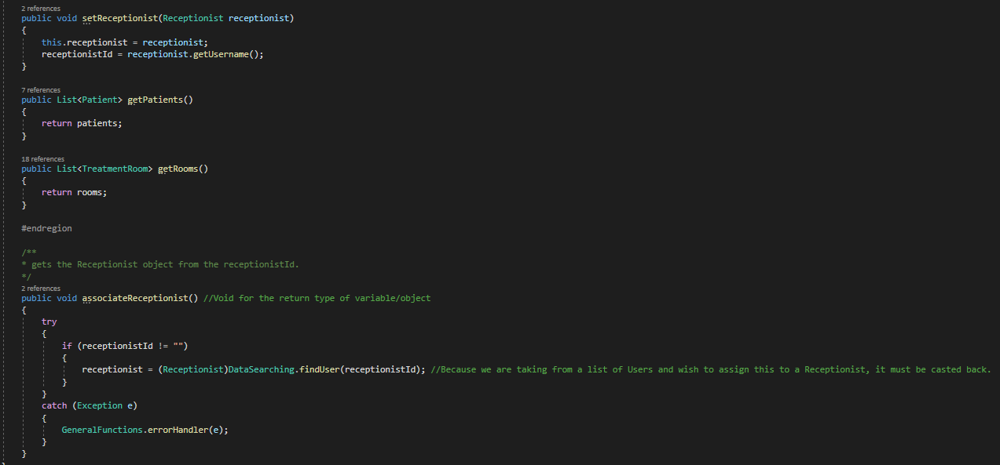 2 references
public void setReceptionist(Receptionist receptionist)
{
this.receptionist = receptionist;
receptionistId = receptionist.getUsername();
}
7 references
public List<Patient> getPatients()
{
return patients;
}
18 references
public List<TreatmentRoom> getRooms()
{
return rooms;
}
#endregion
/**
* gets the Receptionist object from the receptionistId.
*/
2 references
public void associateReceptionist() //Void for the return type of variable/object
{
try
{
if (receptionistId != "")
{
receptionist = (Receptionist)DataSearching.findUser(receptionistId); //Because we are taking from a list of Users and wish to assign this to a Receptionist, it must be casted back.
}
}
catch (Exception e)
{
GeneralFunctions.errorHandler(e);
}
}